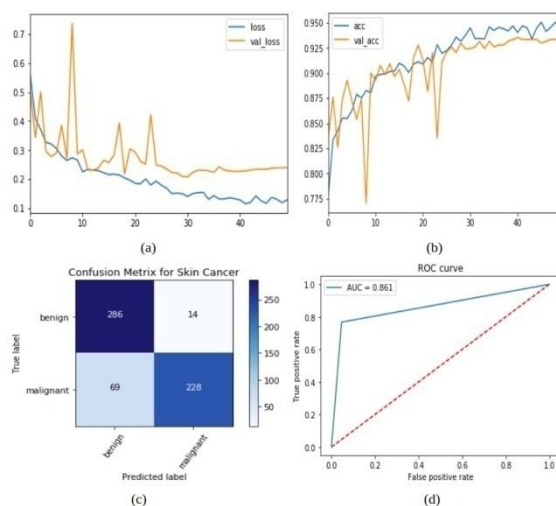 loss
val_loss
0.7
0.6
0.5
0.4
0.3
0.2
0.1
0
10
20
30
40
(a)
acc
val_acc
0.950
0.925
0.900
0.875
0.850
0.825
0.800
0.775
0
10
20
30
40
(b)
Confusion Metrix for Skin Cancer
True label
benign
malignant
286
14
69
228
250
200
150
100
50
benign
malignant
Predicted label
(c)
ROC curve
AUC = 0.861
True positive rate
1.0
0.8
0.6
0.4
0.2
0.0
0.0
0.2
0.4
0.6
0.8
1.0
False positive rate
(d)